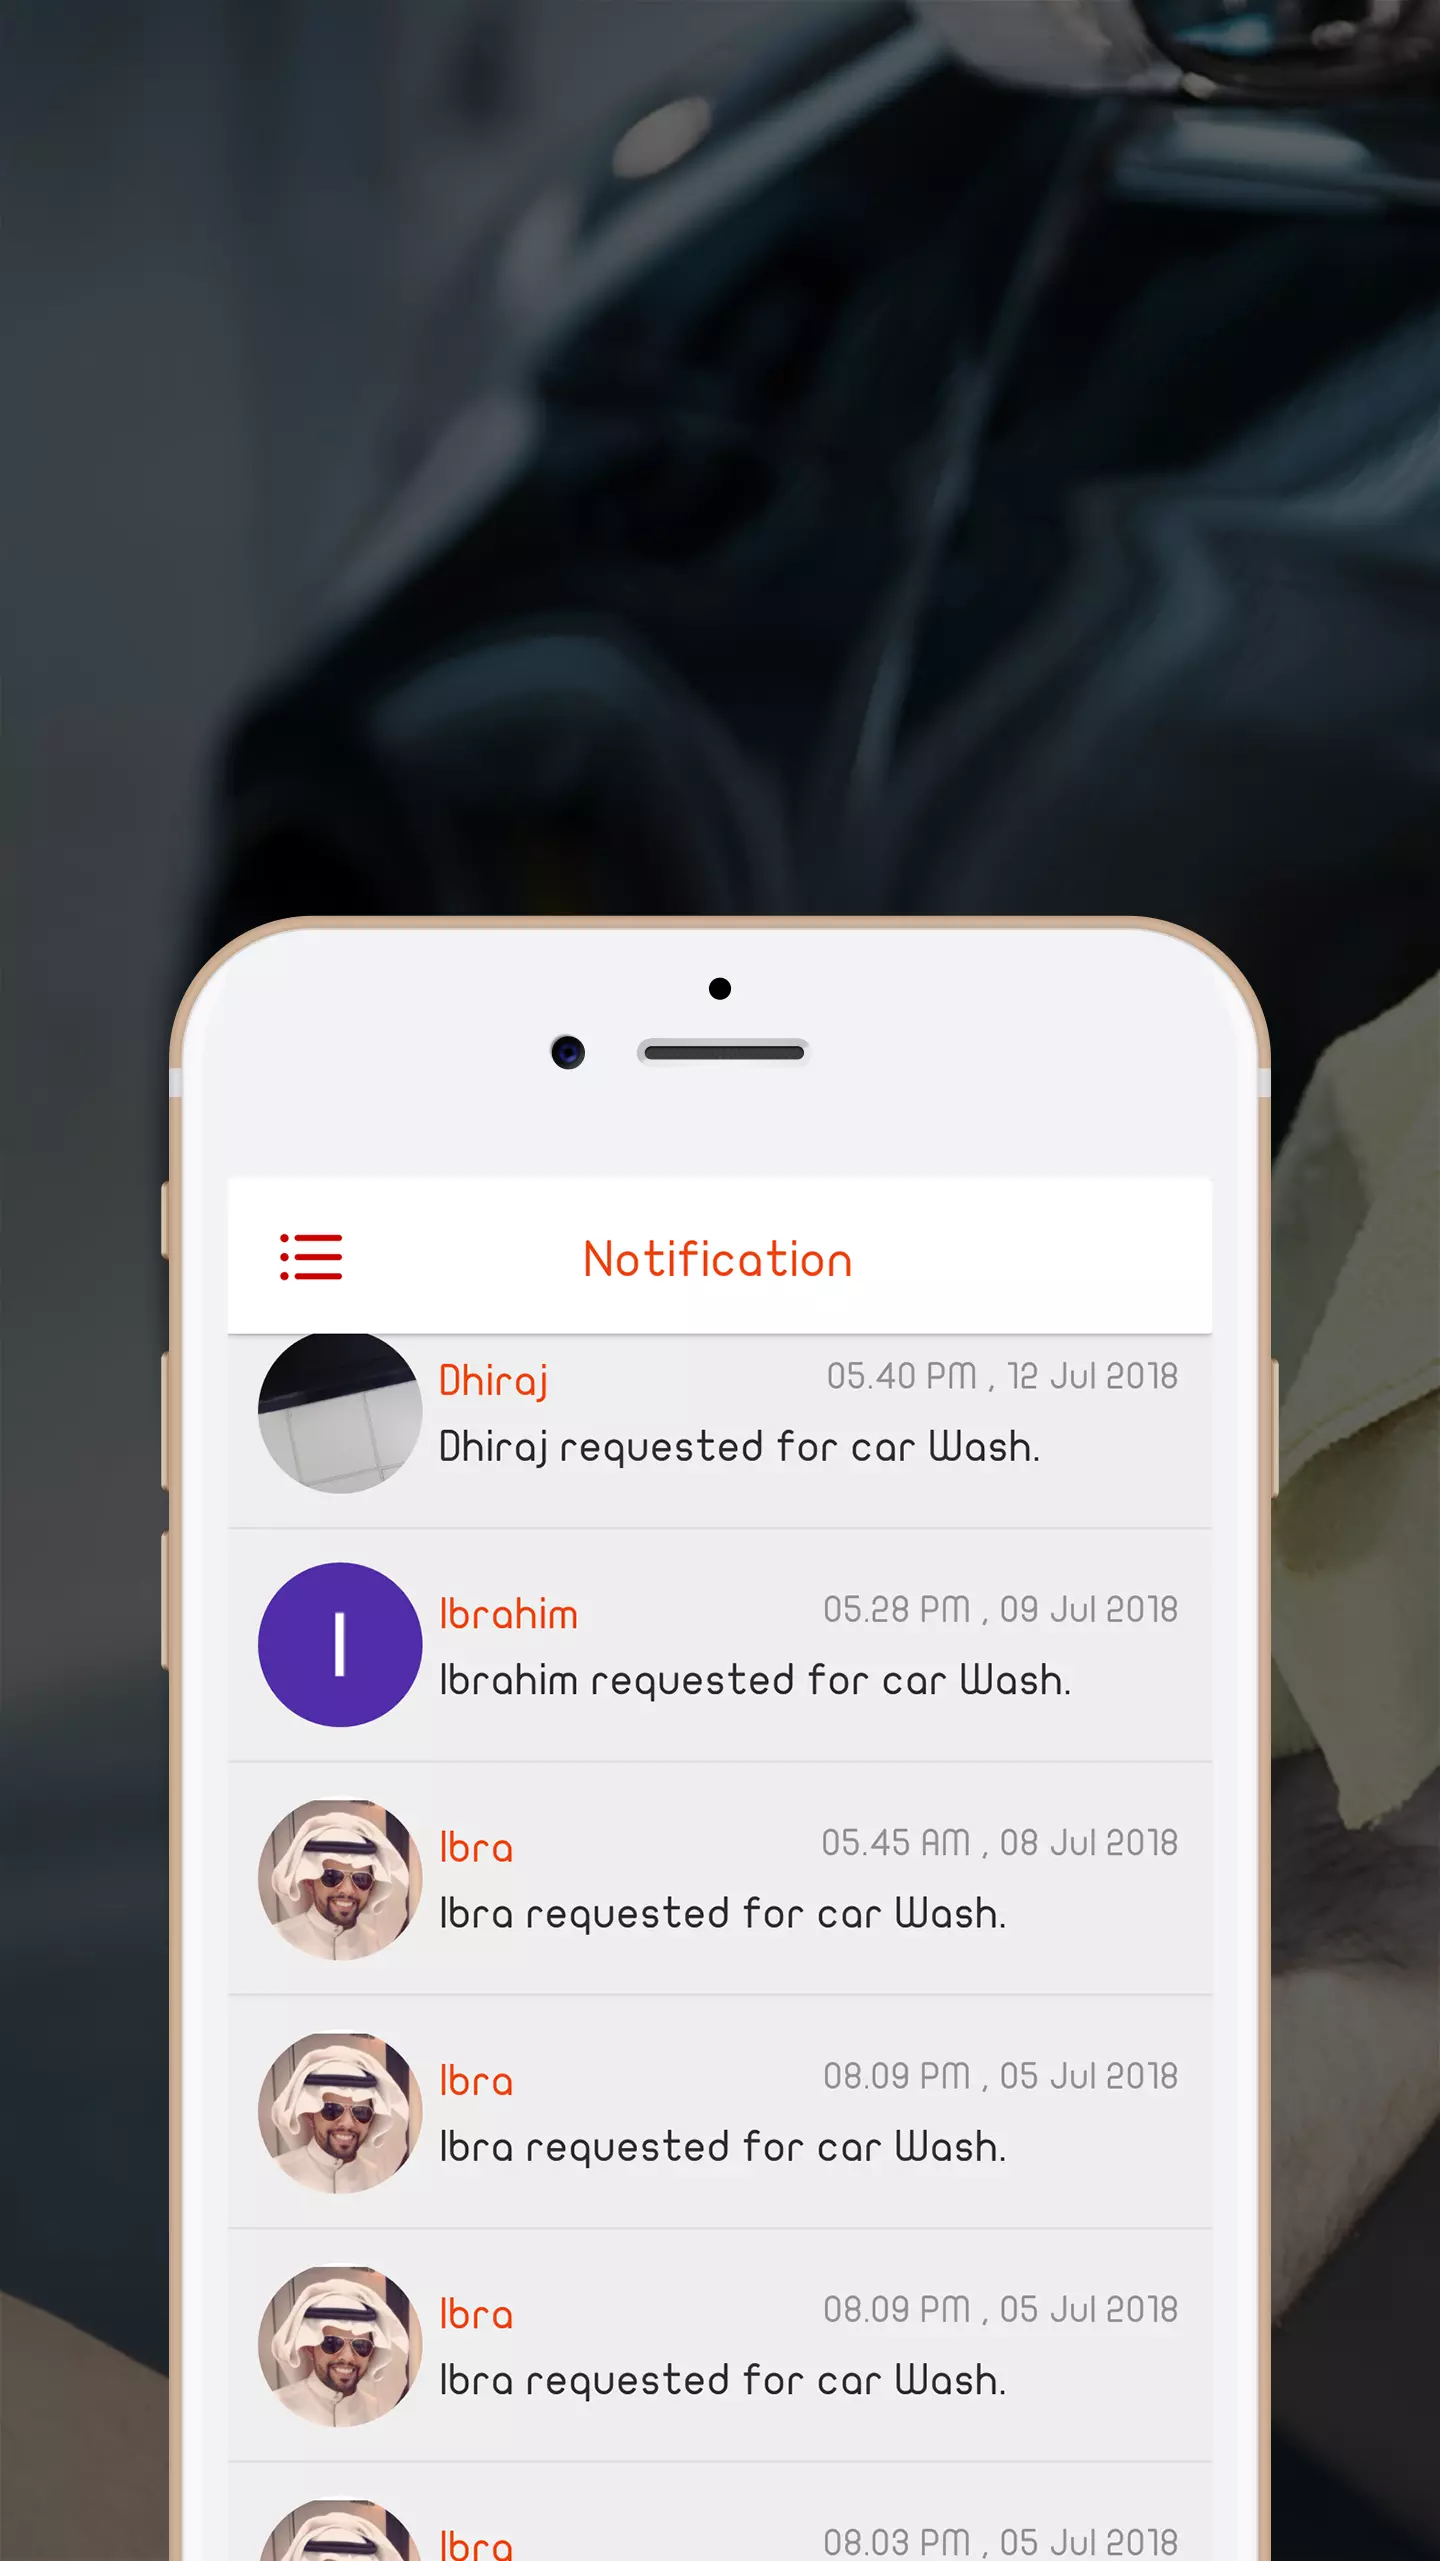 Notification
Dhiraj
05.40 PM , 12 Jul 2018
Dhiraj requested for car Wash.
I
Ibrahim
05.28 PM , 09 Jul 2018
Ibrahim requested for car Wash.
Ibra
05.45 AM , 08 Jul 2018
Ibra requested for car Wash.
Ibra
08.09 PM , 05 Jul 2018
Ibra requested for car Wash.
Ibra
08.09 PM , 05 Jul 2018
Ibra requested for car Wash.
Ibra
08.03 PM , 05 Jul 2018